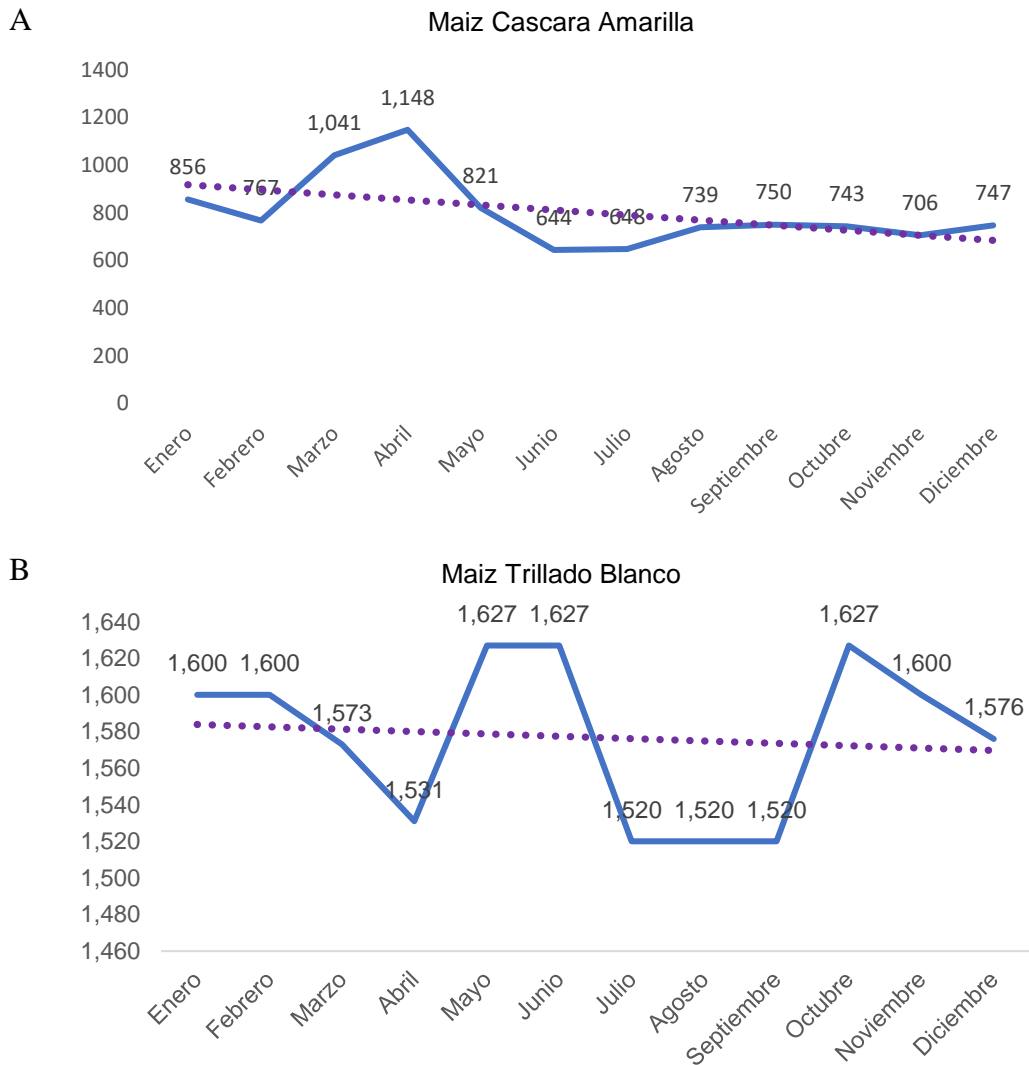 A
Maiz Cascara Amarilla
1400
1200
1000
800
600
400
200
0
856
767
1,041
1,148
821
644
648
739
750
743
706
747
Enero
Febrero
Marzo
Abril
Mayo
Junio
Julio
Agosto
Septiembre
Octubre
Noviembre
Diciembre
B
Maiz Trillado Blanco
1,640
1,620
1,600
1,580
1,560
1,540
1,520
1,500
1,480
1,460
1,600
1,600
1,573
1,531
1,627
1,627
1,520
1,520
1,520
1,627
1,600
1,576
Enero
Febrero
Marzo
Abril
Mayo
Junio
Julio
Agosto
Septiembre
Octubre
Noviembre
Diciembre